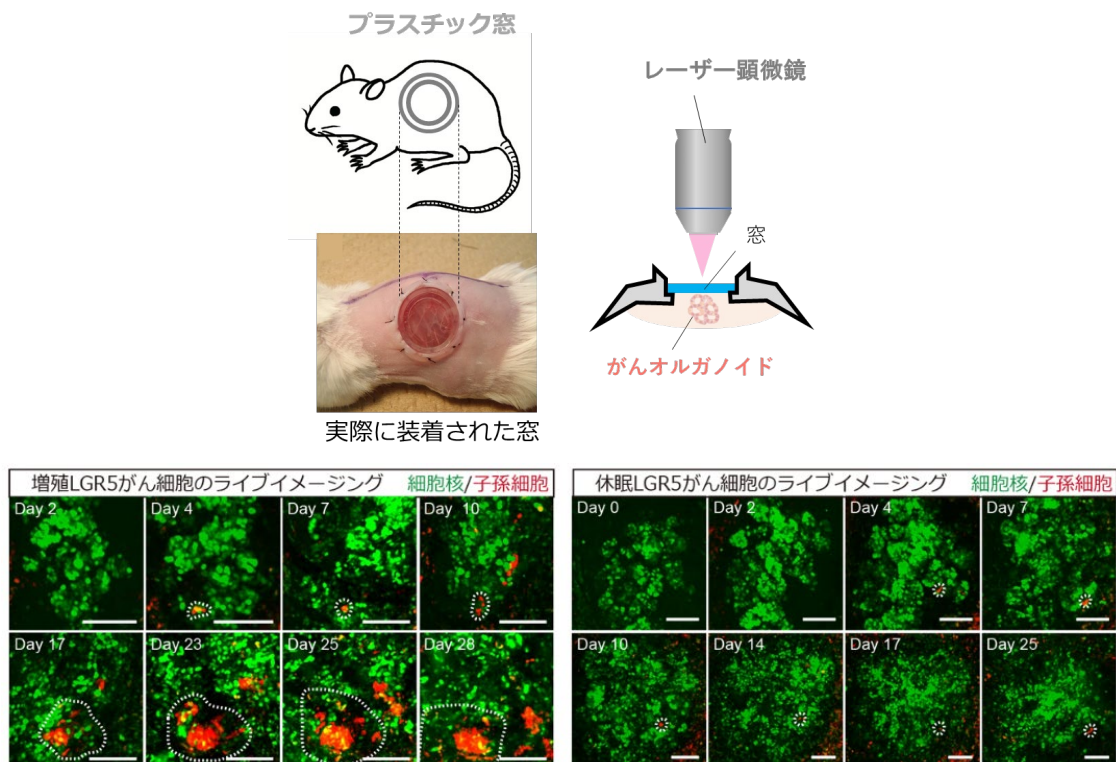 プラスチック窓
レーザー顕微鏡
窓
がんオルガノイド
実際に装着された窓
増殖LGR5がん細胞のライブイメージング 細胞核/子孫細胞
Day 2
Day 4
Day 7
Day 10
Day 17
Day 23
Day 25
Day 28
休眠LGR5がん細胞のライブイメージング 細胞核/子孫細胞
Day 0
Day 2
Day 4
Day 7
Day 10
Day 14
Day 17
Day 25